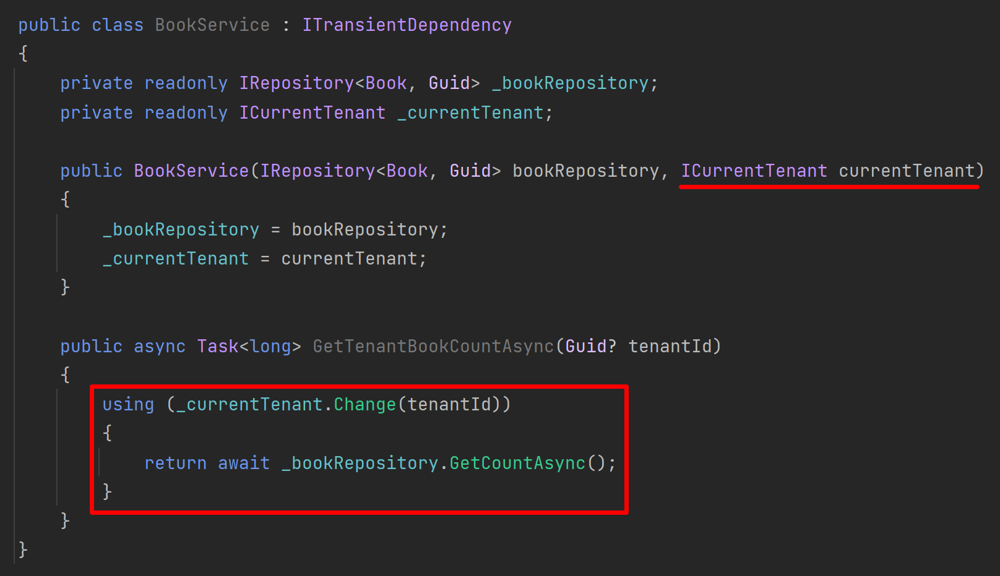 public class BookService : ITransientDependency
{
    private readonly IRepository<Book, Guid> _bookRepository;
    private readonly ICurrentTenant _currentTenant;

    public BookService(IRepository<Book, Guid> bookRepository, ICurrentTenant currentTenant)
    {
        _bookRepository = bookRepository;
        _currentTenant = currentTenant;
    }

    public async Task<long> GetTenantBookCountAsync(Guid? tenantId)
    {
        using (_currentTenant.Change(tenantId))
        {
            return await _bookRepository.GetCountAsync();
        }
    }
}